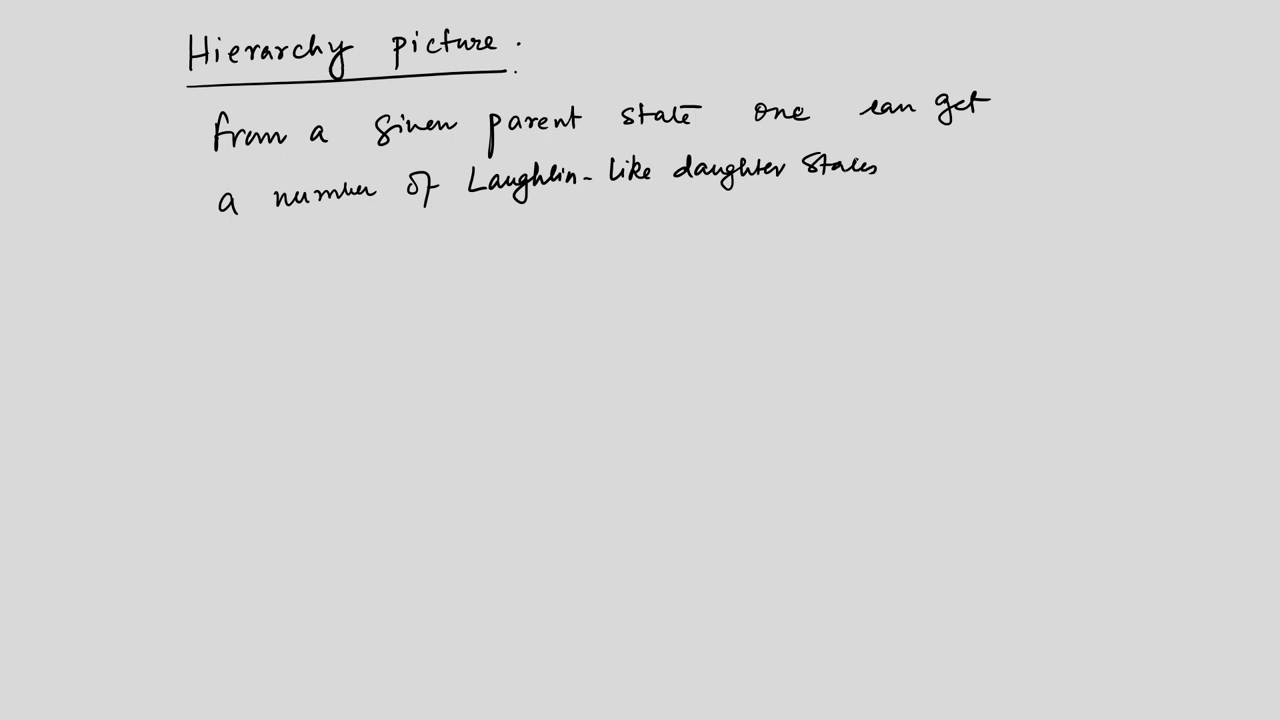 Hierarchy picture.
From a given parent state one can get
a number of Laughlin-like daughter states